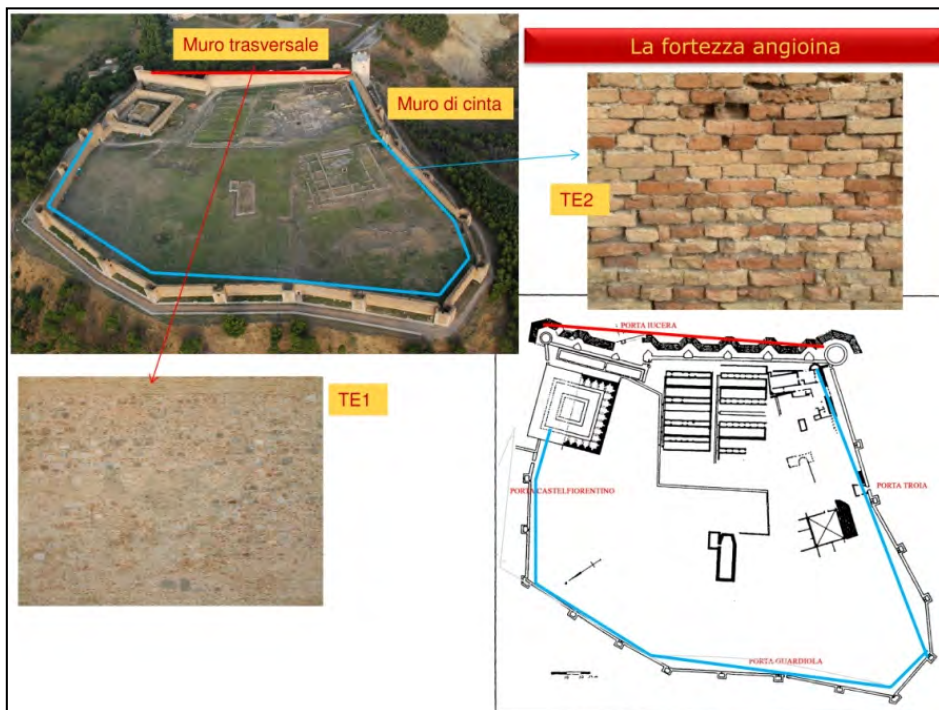 La fortezza angioina
Muro trasversale
Muro di cinta
TE2
TE1
PORTA LUCERA
PORTA CASTELFIORENTINO
PORTA TROIA
PORTA GUARDIOLA